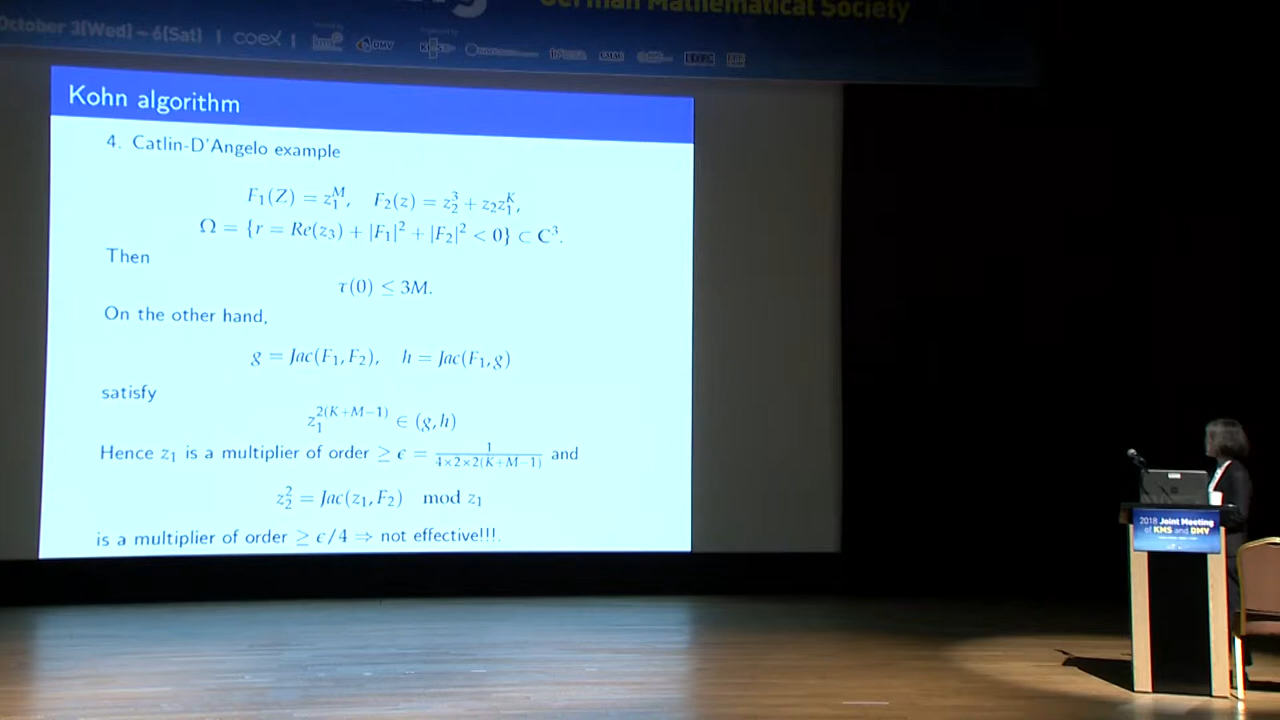 German Mathematical Society
October 3[Wed] ~ 6[Sat] | coex |
DMV
Kohn algorithm
4. Catlin-D'Angelo example
F₁(Z) = z₁ᴹ, F₂(z) = z₂³ + z₂z₁ᴷ,
Ω = {r = Re(z₃) + |F₁|² + |F₂|² < 0} ⊂ C³.
Then
τ(0) ≤ 3M.
On the other hand,
g = Jac(F₁, F₂), h = Jac(F₁, g)
satisfy
z₁^{2(K+M−1)} ∈ (g, h)
Hence z₁ is a multiplier of order ≥ ϵ = 1/(4×2×2(K+M−1)) and
z₂² = Jac(z₁, F₂) mod z₁
is a multiplier of order ≥ ϵ/4 ⇒ not effective!!!.
2018 Joint Meeting
of KMS and DMV